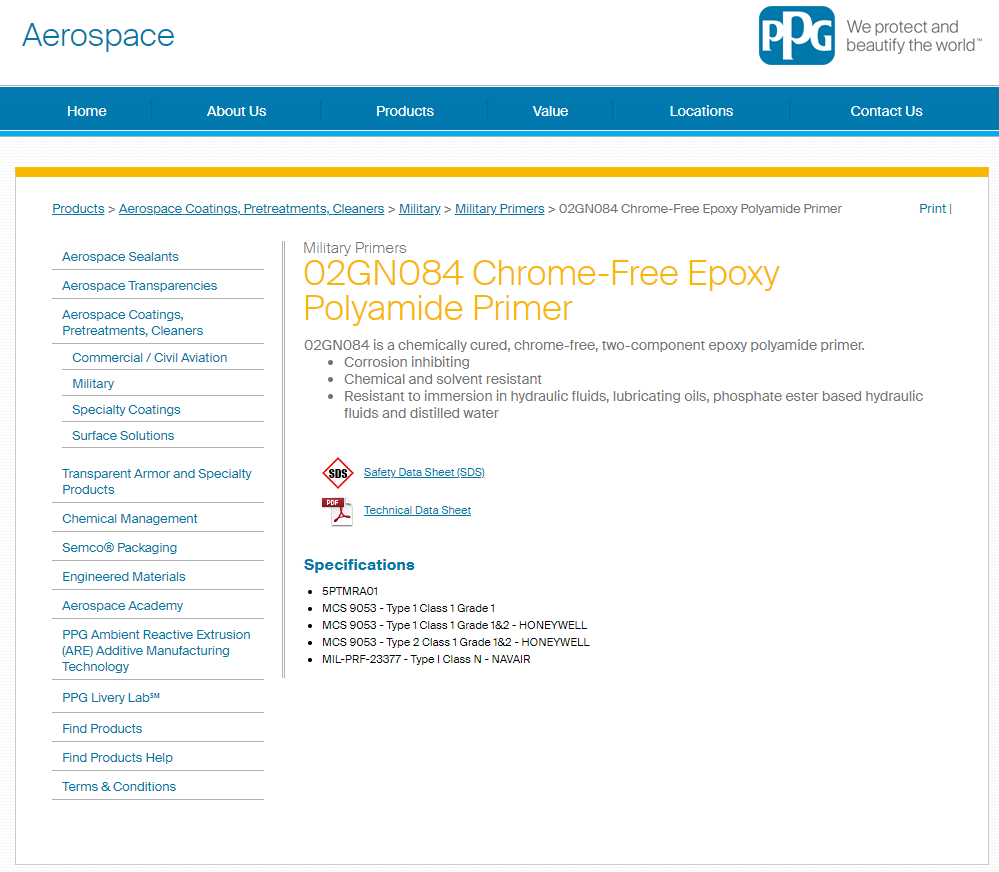 Aerospace
PPG
We protect and
beautify the world™
Home
About Us
Products
Value
Locations
Contact Us
Products > Aerospace Coatings, Pretreatments, Cleaners > Military > Military Primers > 02GN084 Chrome-Free Epoxy Polyamide Primer
Print |
Aerospace Sealants
Aerospace Transparencies
Aerospace Coatings,
Pretreatments, Cleaners
Commercial / Civil Aviation
Military
Specialty Coatings
Surface Solutions
Transparent Armor and Specialty
Products
Chemical Management
Semco® Packaging
Engineered Materials
Aerospace Academy
PPG Ambient Reactive Extrusion
(ARE) Additive Manufacturing
Technology
PPG Livery Lab℠
Find Products
Find Products Help
Terms & Conditions
Military Primers
02GN084 Chrome-Free Epoxy
Polyamide Primer
02GN084 is a chemically cured, chrome-free, two-component epoxy polyamide primer.
• Corrosion inhibiting
• Chemical and solvent resistant
• Resistant to immersion in hydraulic fluids, lubricating oils, phosphate ester based hydraulic
fluids and distilled water
SDS
Safety Data Sheet (SDS)
PDF
Technical Data Sheet
Specifications
• 5PTMRA01
• MCS 9053 - Type 1 Class 1 Grade 1
• MCS 9053 - Type 1 Class 1 Grade 1&2 - HONEYWELL
• MCS 9053 - Type 2 Class 1 Grade 1&2 - HONEYWELL
• MIL-PRF-23377 - Type I Class N - NAVAIR